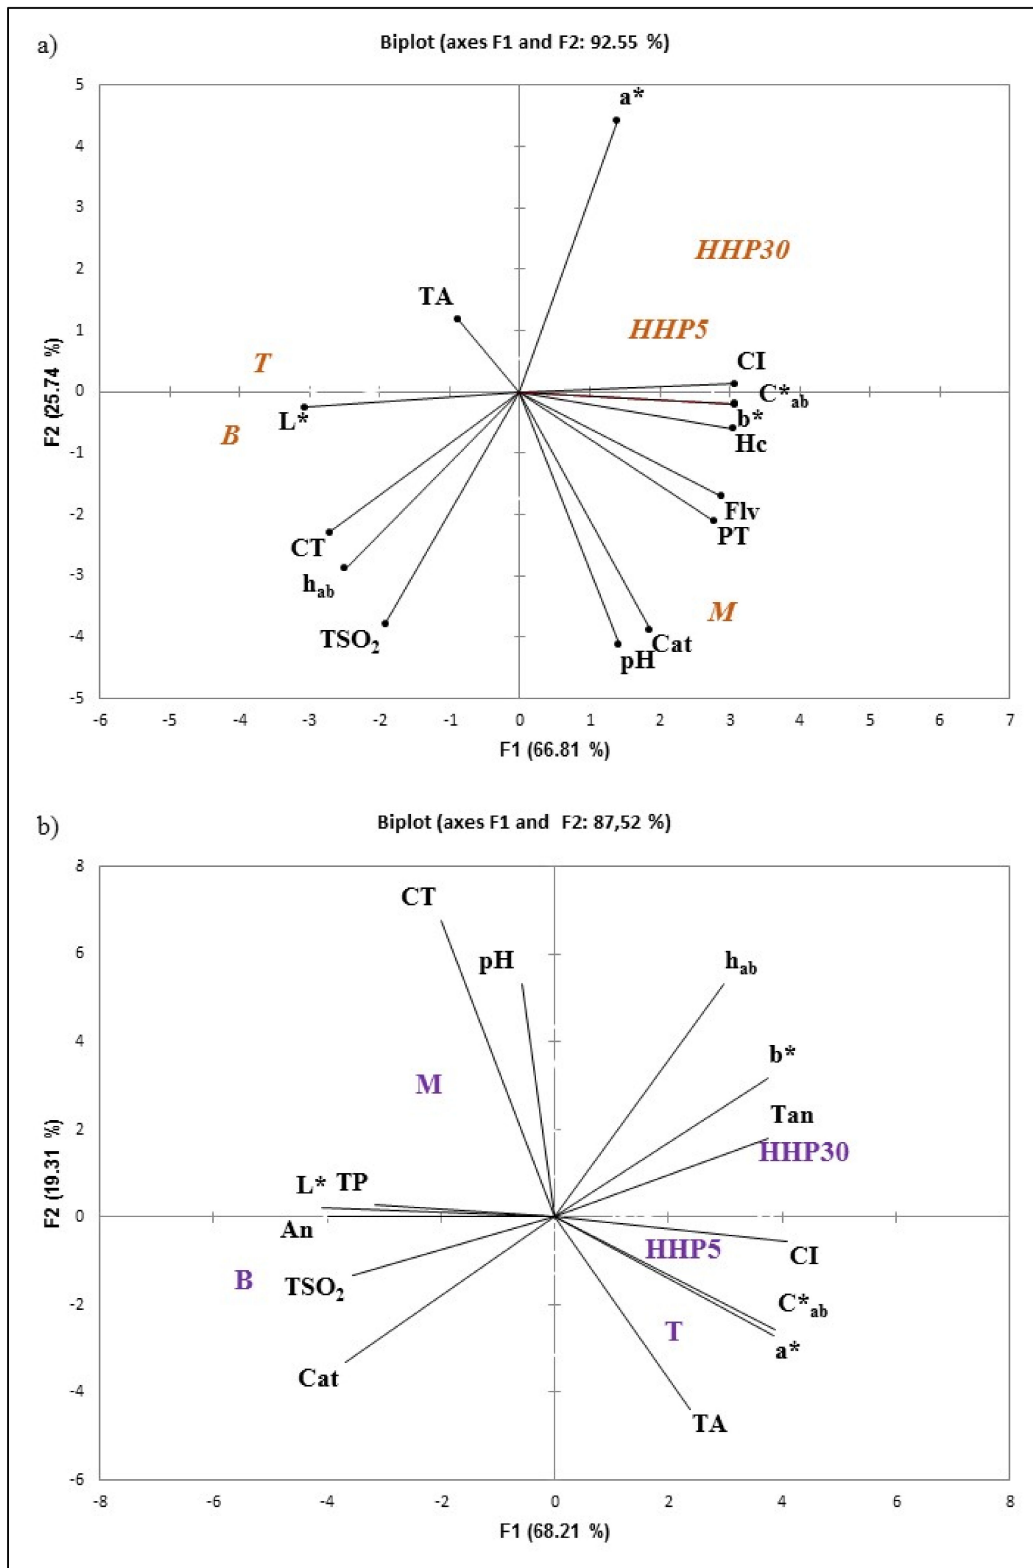 a)
Biplot (axes F1 and F2: 92.55 %)
5
a*
4
3
HHP30
2
TA
HHP5
1
CI
T
0
C*ab
L*
b*
B
Hc
-1
Flv
-2
PT
CT
hab
-3
M
TSO2
Cat
-4
pH
-5
F2 (25.74 %)
-6 -5 -4 -3 -2 -1 0 1 2 3 4 5 6 7
F1 (66.81 %)
b)
Biplot (axes F1 and F2: 87,52 %)
8
CT
6
pH
hab
4
b*
M
2
Tan
HHP30
L* TP
0
An
HHP5
CI
B
TSO2
-2
C*ab
T
a*
Cat
-4
TA
-6
F2 (19.31 %)
-8 -6 -4 -2 0 2 4 6 8
F1 (68.21 %)